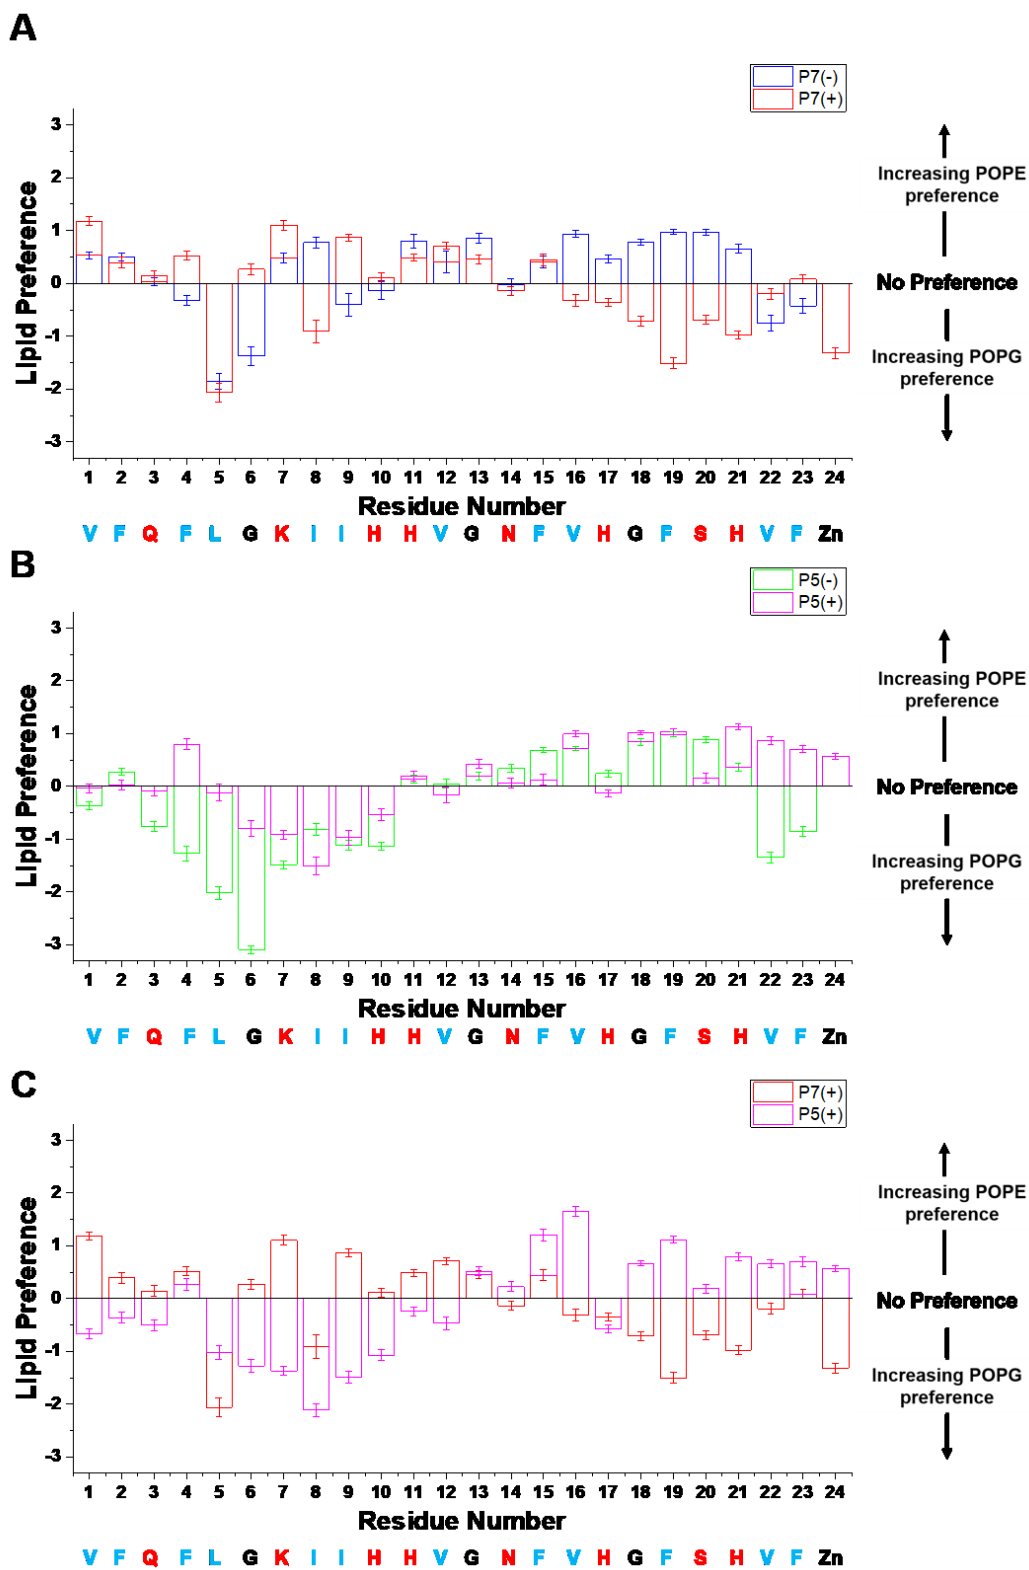 A
P7(-)
P7(+)
3
2
1
0
-1
-2
-3
Lipid Preference
1 2 3 4 5 6 7 8 9 10 11 12 13 14 15 16 17 18 19 20 21 22 23 24
Residue Number
V F Q F L G K I I H H V G N F V H G F S H V F Zn
Increasing POPE
preference
No Preference
Increasing POPG
preference
B
P5(-)
P5(+)
3
2
1
0
-1
-2
-3
Lipid Preference
1 2 3 4 5 6 7 8 9 10 11 12 13 14 15 16 17 18 19 20 21 22 23 24
Residue Number
V F Q F L G K I I H H V G N F V H G F S H V F Zn
Increasing POPE
preference
No Preference
Increasing POPG
preference
C
P7(+)
P5(+)
3
2
1
0
-1
-2
-3
Lipid Preference
1 2 3 4 5 6 7 8 9 10 11 12 13 14 15 16 17 18 19 20 21 22 23 24
Residue Number
V F Q F L G K I I H H V G N F V H G F S H V F Zn
Increasing POPE
preference
No Preference
Increasing POPG
preference